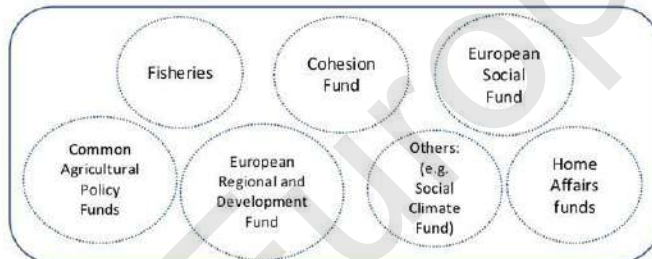 Fisheries
Cohesion
Fund
European
Social
Fund
Common
Agricultural
Policy
Funds
European
Regional and
Development
Fund
Others:
(e.g.
Social
Climate
Fund)
Home
Affairs
funds